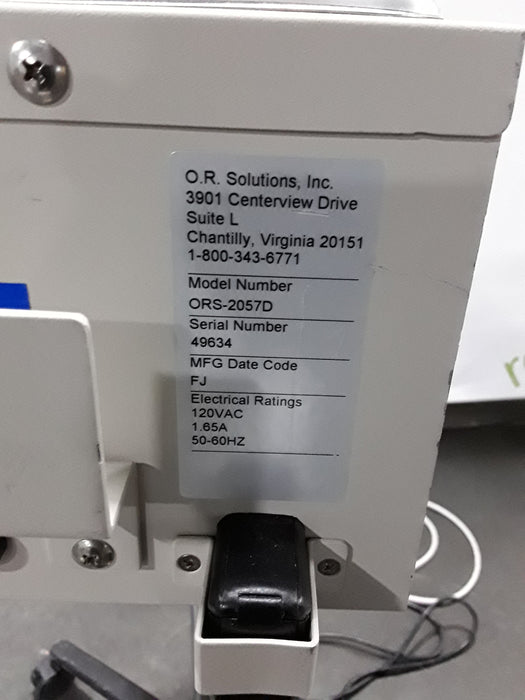 O.R. Solutions, Inc.
3901 Centerview Drive
Suite L
Chantilly, Virginia 20151
1-800-343-6771
Model Number
ORS-2057D
Serial Number
49634
MFG Date Code
FJ
Electrical Ratings
120VAC
1.65A
50-60HZ